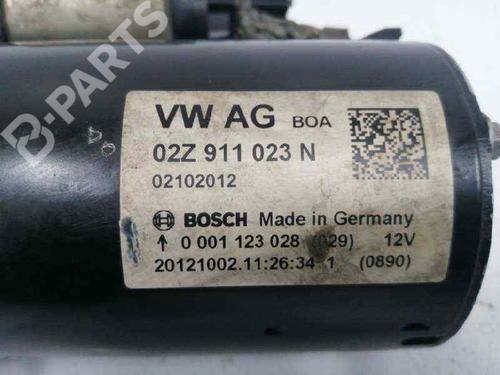 VW AG BOA
02Z 911 023 N
02102012
BOSCH Made in Germany
↑ 0 001 123 028 (029) 12V
20121002.11:26:34 1 (0890)
B-PARTS